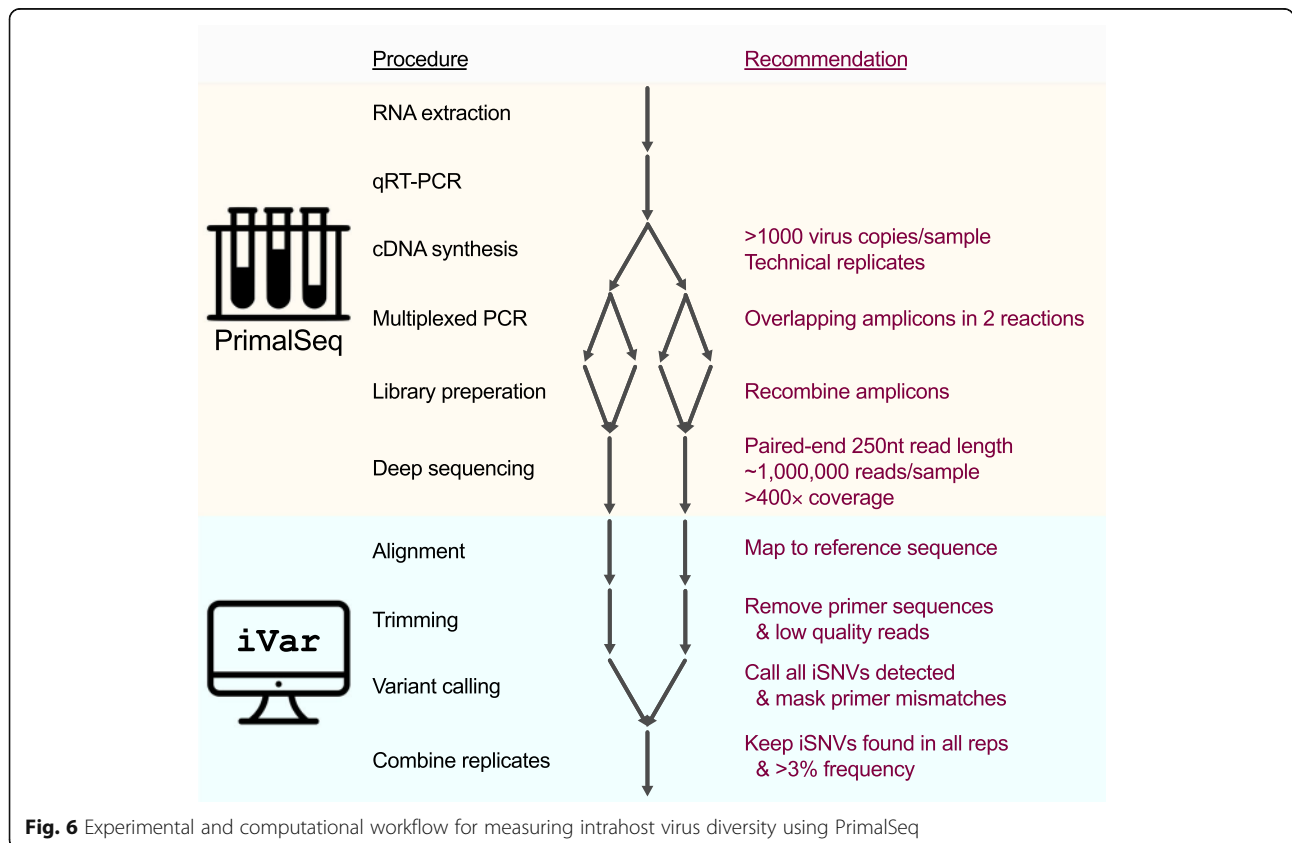 Procedure Recommendation
RNA extraction
qRT-PCR
cDNA synthesis
>1000 virus copies/sample
Technical replicates
PrimalSeq
Multiplexed PCR
Overlapping amplicons in 2 reactions
Library preperation
Recombine amplicons
Deep sequencing
Paired-end 250nt read length
~1,000,000 reads/sample
>400× coverage
Alignment
Map to reference sequence
iVar
Trimming
Remove primer sequences
& low quality reads
Variant calling
Call all iSNVs detected
& mask primer mismatches
Combine replicates
Keep iSNVs found in all reps
& >3% frequency
Fig. 6 Experimental and computational workflow for measuring intrahost virus diversity using PrimalSeq